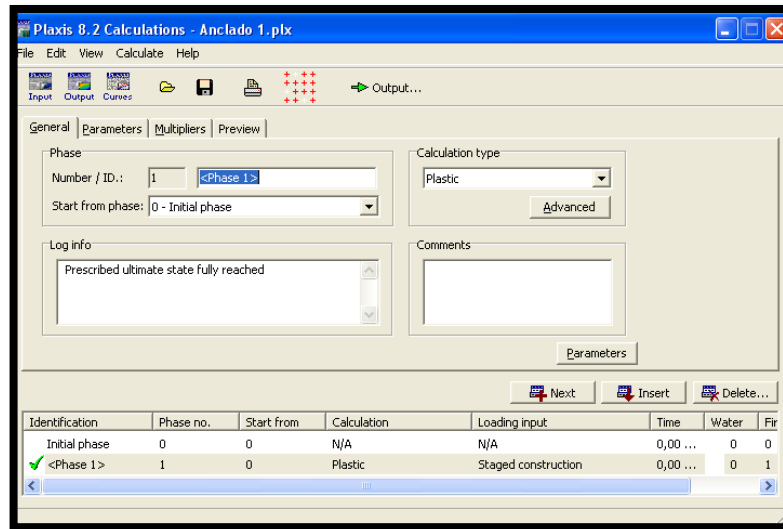 Plaxis 8.2 Calculations - Anclado 1.plx
File Edit View Calculate Help
Input Output Curves Output...
General Parameters Multipliers Preview
Phase
Number / ID.: 1 <Phase 1>
Start from phase: 0 - Initial phase
Calculation type
Plastic
Advanced
Log info
Prescribed ultimate state fully reached
Comments
Parameters
Next Insert Delete...
Identification Phase no. Start from Calculation Loading input Time Water Fir
Initial phase 0 0 N/A N/A 0,00 ... 0 0
<Phase 1> 1 0 Plastic Staged construction 0,00 ... 0 1